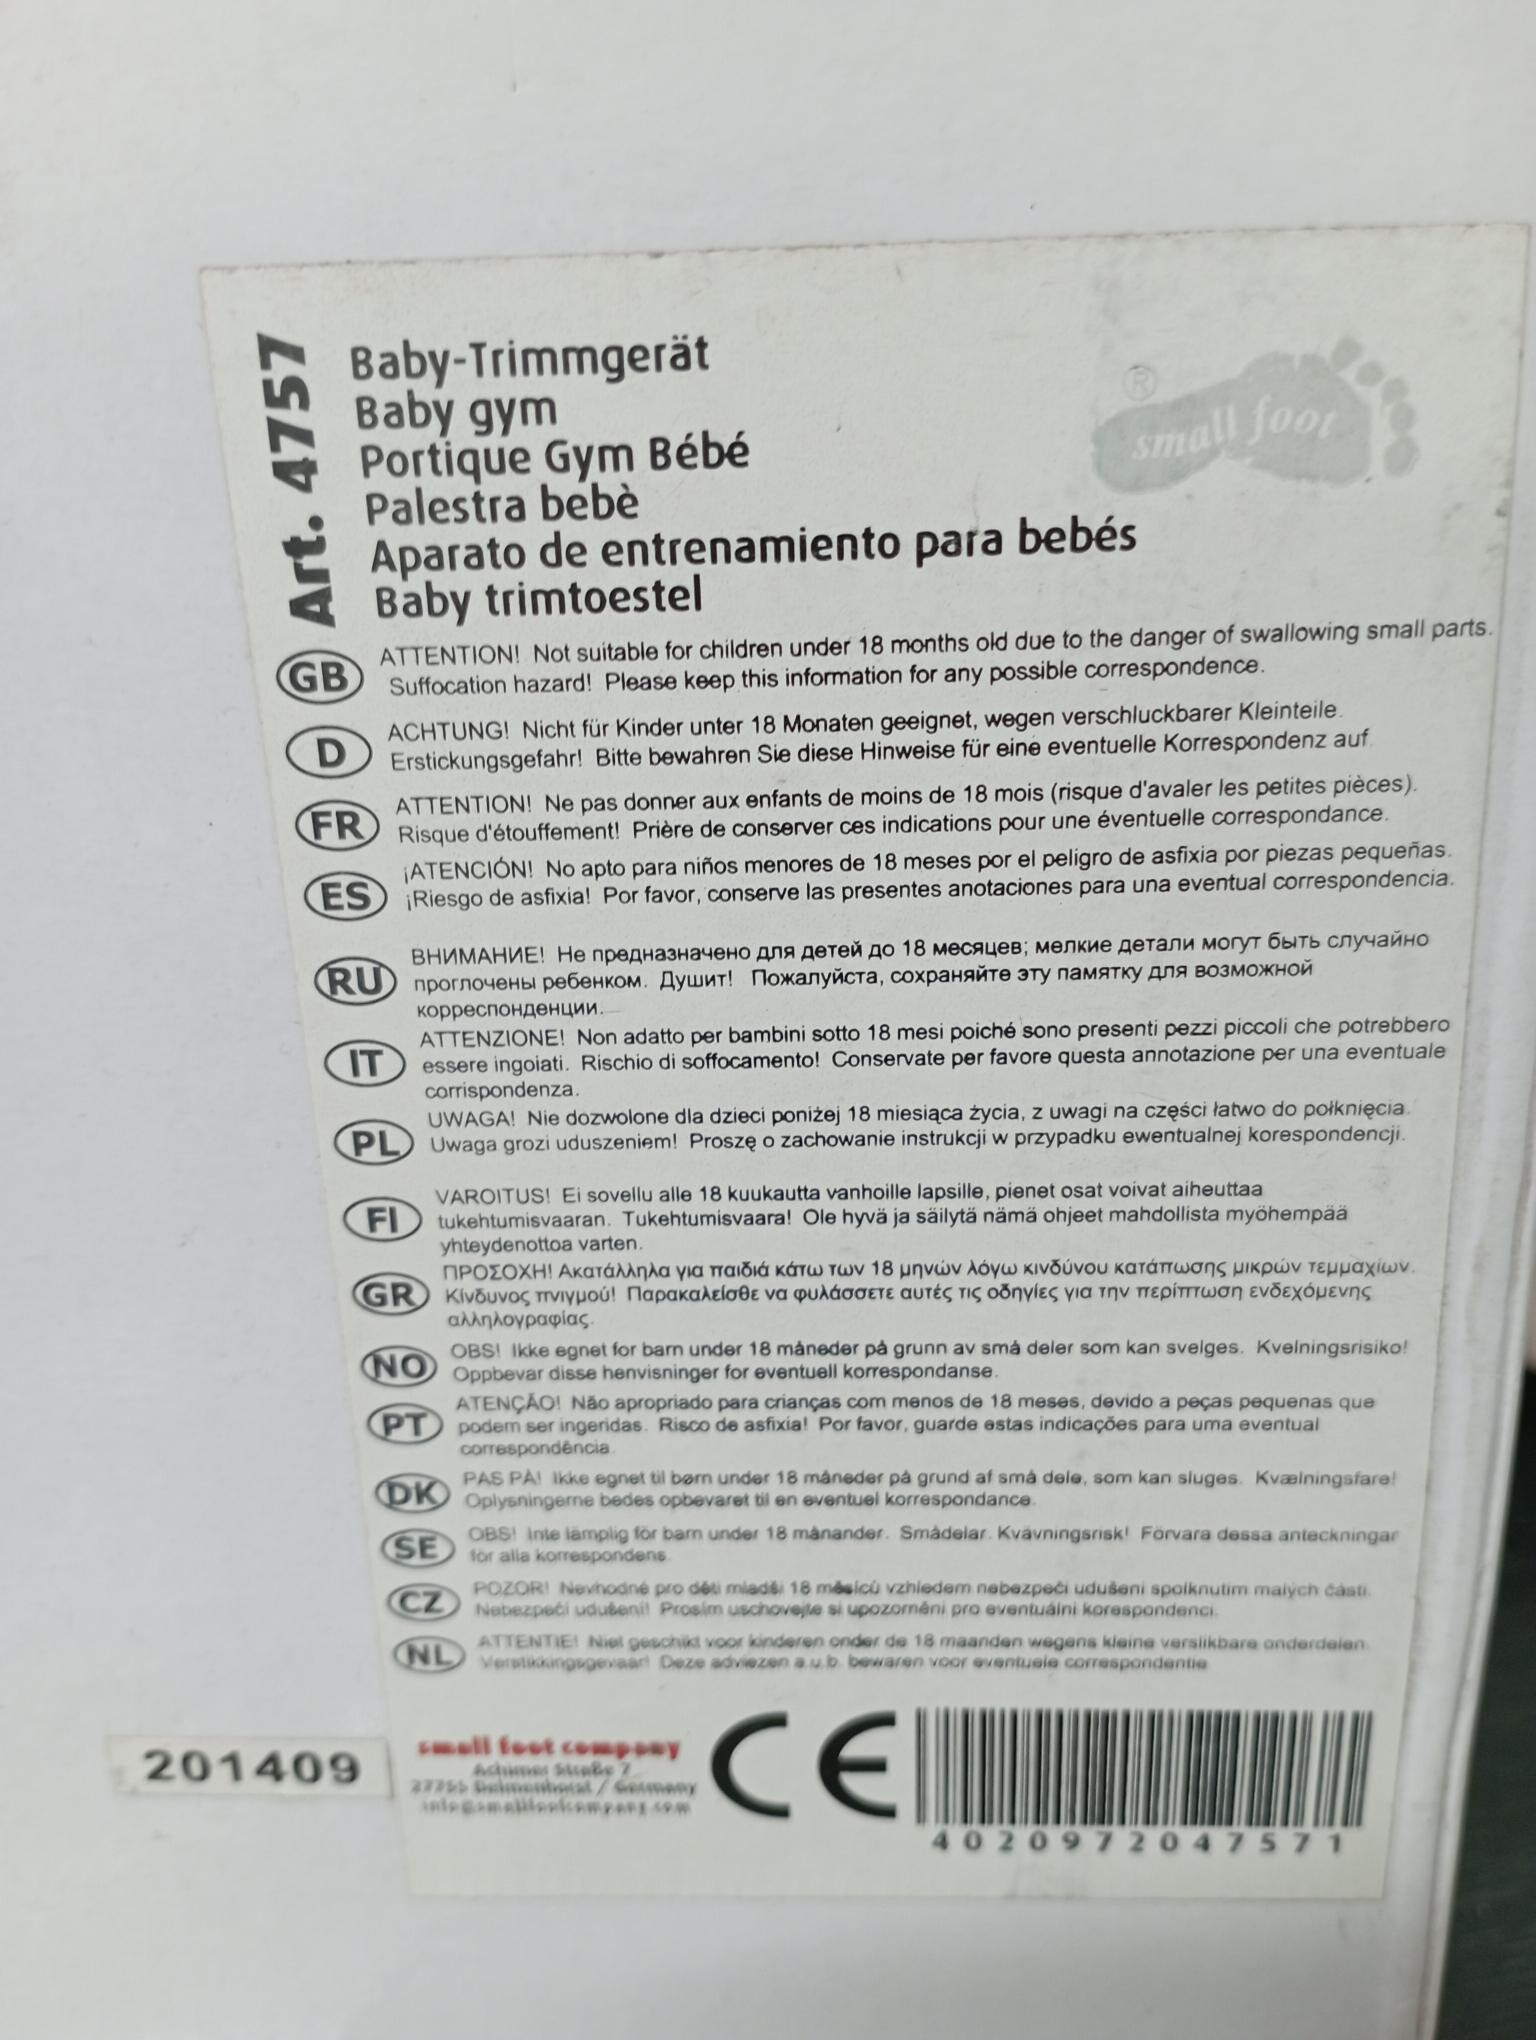 Art. 4757
Baby-Trimmgerät
Baby gym
Portique Gym Bébé
Palestra bebè
Aparato de entrenamiento para bebés
Baby trimtoestel
®
small foot
GB
ATTENTION! Not suitable for children under 18 months old due to the danger of swallowing small parts.
Suffocation hazard! Please keep this information for any possible correspondence.
D
ACHTUNG! Nicht für Kinder unter 18 Monaten geeignet, wegen verschluckbarer Kleinteile.
Erstickungsgefahr! Bitte bewahren Sie diese Hinweise für eine eventuelle Korrespondenz auf.
FR
ATTENTION! Ne pas donner aux enfants de moins de 18 mois (risque d'avaler les petites pièces).
Risque d'étouffement! Prière de conserver ces indications pour une éventuelle correspondance.
ES
¡ATENCIÓN! No apto para niños menores de 18 meses por el peligro de asfixia por piezas pequeñas.
¡Riesgo de asfixia! Por favor, conserve las presentes anotaciones para una eventual correspondencia.
RU
ВНИМАНИЕ! Не предназначено для детей до 18 месяцев; мелкие детали могут быть случайно
проглочены ребенком. Душит! Пожалуйста, сохраняйте эту памятку для возможной
корреспонденции.
IT
ATTENZIONE! Non adatto per bambini sotto 18 mesi poiché sono presenti pezzi piccoli che potrebbero
essere ingoiati. Rischio di soffocamento! Conservate per favore questa annotazione per una eventuale
corrispondenza.
PL
UWAGA! Nie dozwolone dla dzieci poniżej 18 miesiąca życia, z uwagi na części łatwo do połknięcia.
Uwaga grozi uduszeniem! Proszę o zachowanie instrukcji w przypadku ewentualnej korespondencji.
FI
VAROITUS! Ei sovellu alle 18 kuukautta vanhoille lapsille, pienet osat voivat aiheuttaa
tukehtumisvaaran. Tukehtumisvaara! Ole hyvä ja säilytä nämä ohjeet mahdollista myöhempää
yhteydenottoa varten.
GR
ΠΡΟΣΟΧΗ! Ακατάλληλα για παιδιά κάτω των 18 μηνών λόγω κινδύνου κατάπωσης μικρών τεμμαχίων.
Κίνδυνος πνιγμού! Παρακαλείσθε να φυλάσσετε αυτές τις οδηγίες για την περίπτωση ενδεχόμενης
αλληλογραφίας.
NO
OBS! Ikke egnet for barn under 18 måneder på grunn av små deler som kan svelges. Kvelningsrisiko!
Oppbevar disse henvisninger for eventuell korrespondanse.
PT
ATENÇÃO! Não apropriado para crianças com menos de 18 meses, devido a peças pequenas que
podem ser ingeridas. Risco de asfixia! Por favor, guarde estas indicações para uma eventual
correspondência.
DK
PAS PÅ! Ikke egnet til børn under 18 måneder på grund af små dele, som kan sluges. Kvælningsfare!
Oplysningerne bedes opbevaret til en eventuel korrespondance.
SE
OBS! Inte lämplig för barn under 18 månander. Smådelar. Kvävningsrisk! Förvara dessa anteckningar
för alla korrespondens.
CZ
POZOR! Nevhodné pro děti mladší 18 měsíců vzhledem nebezpečí udušení spolknutím malých části.
Nebezpečí udušení! Prosím uschovejte si upozornění pro eventuální korespondenci.
NL
ATTENTIE! Niet geschikt voor kinderen onder de 18 maanden wegens kleine verslikbare onderdelen.
Verstikkingsgevaar! Deze adviezen a.u.b. bewaren voor eventuele correspondentie
201409
small foot company
Achimer Straße 7
27755 Delmenhorst / Germany
info@smallfootcompany.com
CE
4020972047571